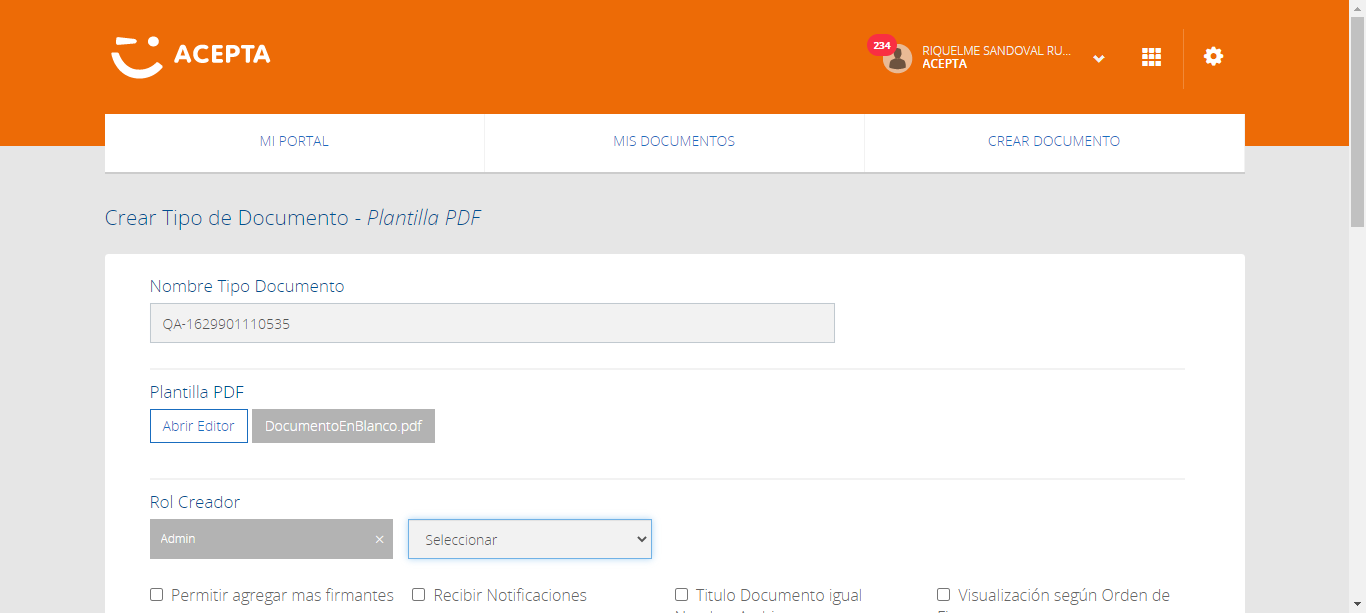 ACEPTA
234
RIQUELME SANDOVAL RU...
ACEPTA
MI PORTAL
MIS DOCUMENTOS
CREAR DOCUMENTO
Crear Tipo de Documento - Plantilla PDF
Nombre Tipo Documento
QA-1629901110535
Plantilla PDF
Abrir Editor
DocumentoEnBlanco.pdf
Rol Creador
Admin ×
Seleccionar
Permitir agregar mas firmantes
Recibir Notificaciones
Titulo Documento igual
Visualización según Orden de